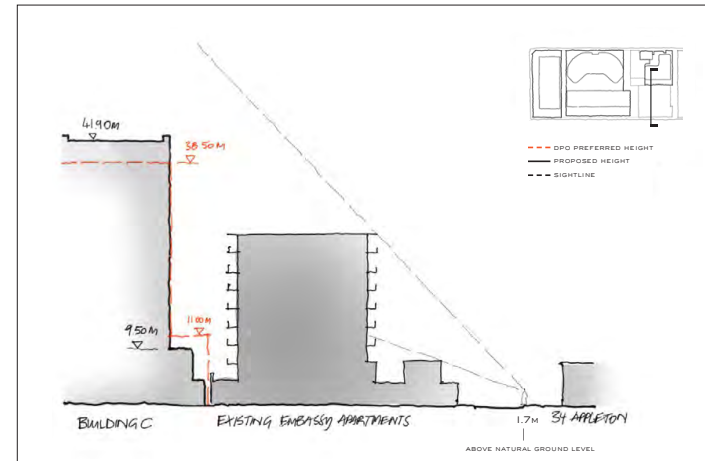 41.90M
38.50M
DPO PREFERRED HEIGHT
PROPOSED HEIGHT
SIGHTLINE
11.00M
9.50M
BUILDING C
EXISTING EMBASSY APARTMENTS
1.7M
34 APPLETON
ABOVE NATURAL GROUND LEVEL